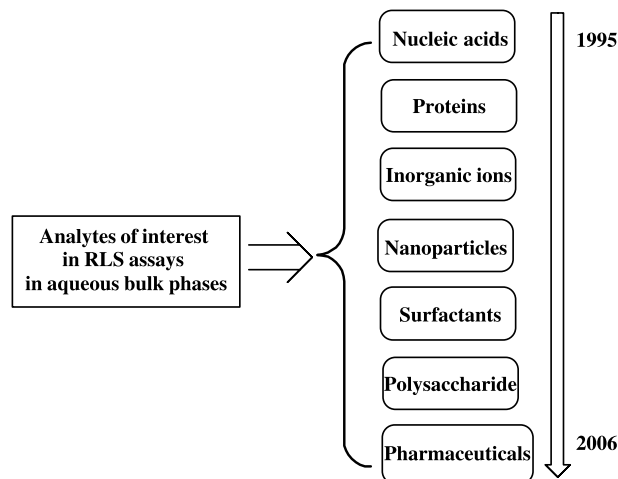 Analytes of interest
in RLS assays
in aqueous bulk phases
Nucleic acids
Proteins
Inorganic ions
Nanoparticles
Surfactants
Polysaccharide
Pharmaceuticals
1995
2006